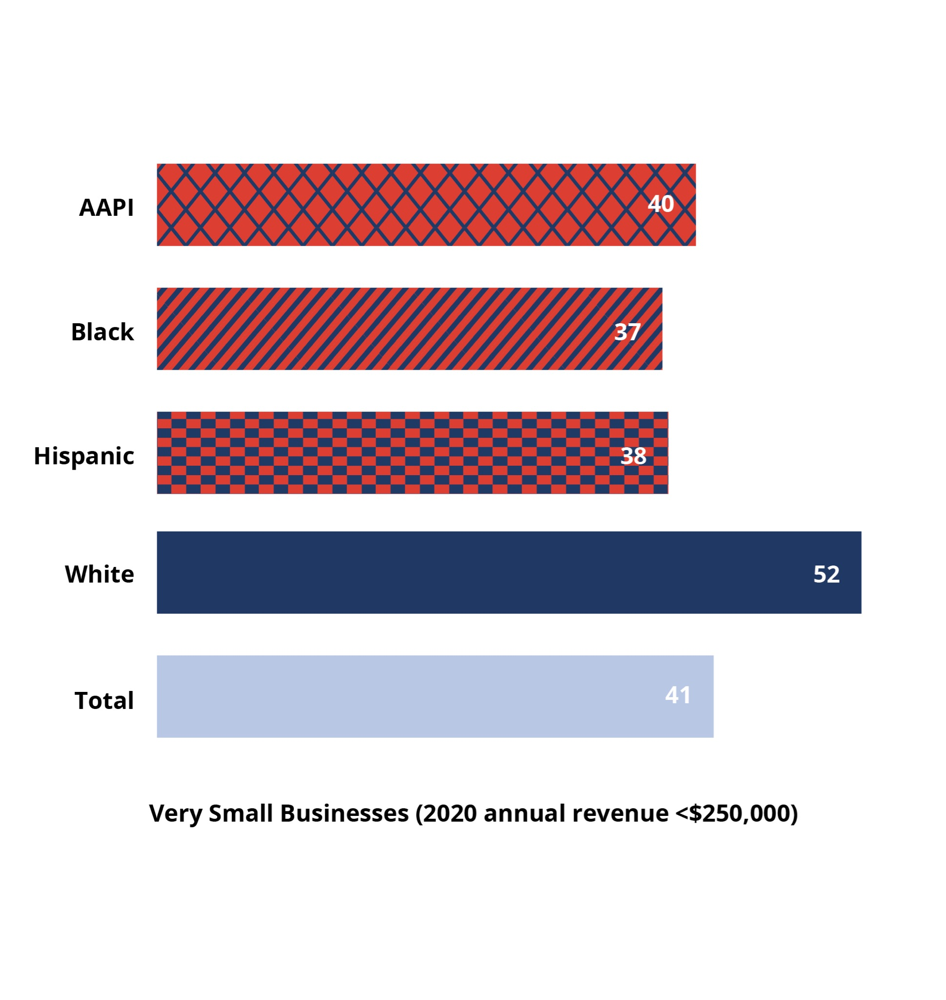 AAPI 40
Black 37
Hispanic 38
White 52
Total 41
Very Small Businesses (2020 annual revenue <$250,000)